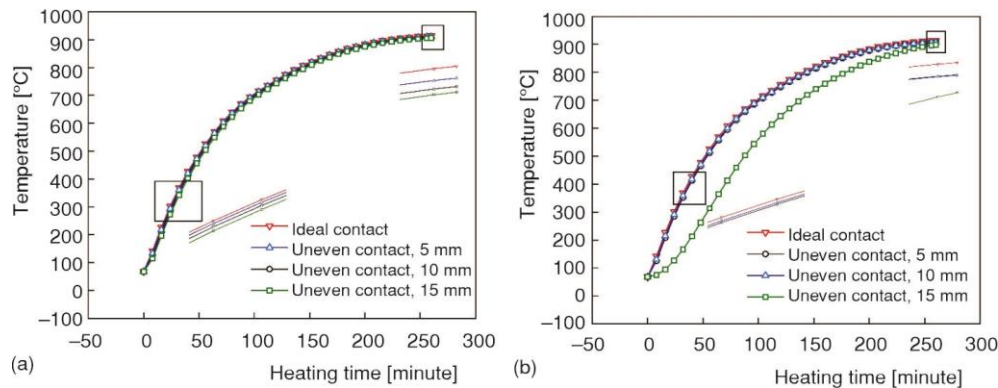 1000
900
800
700
600
500
400
300
200
100
0
−100
Temperature [°C]
Ideal contact
Uneven contact, 5 mm
Uneven contact, 10 mm
Uneven contact, 15 mm
−50 0 50 100 150 200 250 300
(a)
Heating time [minute]
1000
900
800
700
600
500
400
300
200
100
0
−100
Temperature [°C]
Ideal contact
Uneven contact, 5 mm
Uneven contact, 10 mm
Uneven contact, 15 mm
−50 0 50 100 150 200 250 300
(b)
Heating time [minute]